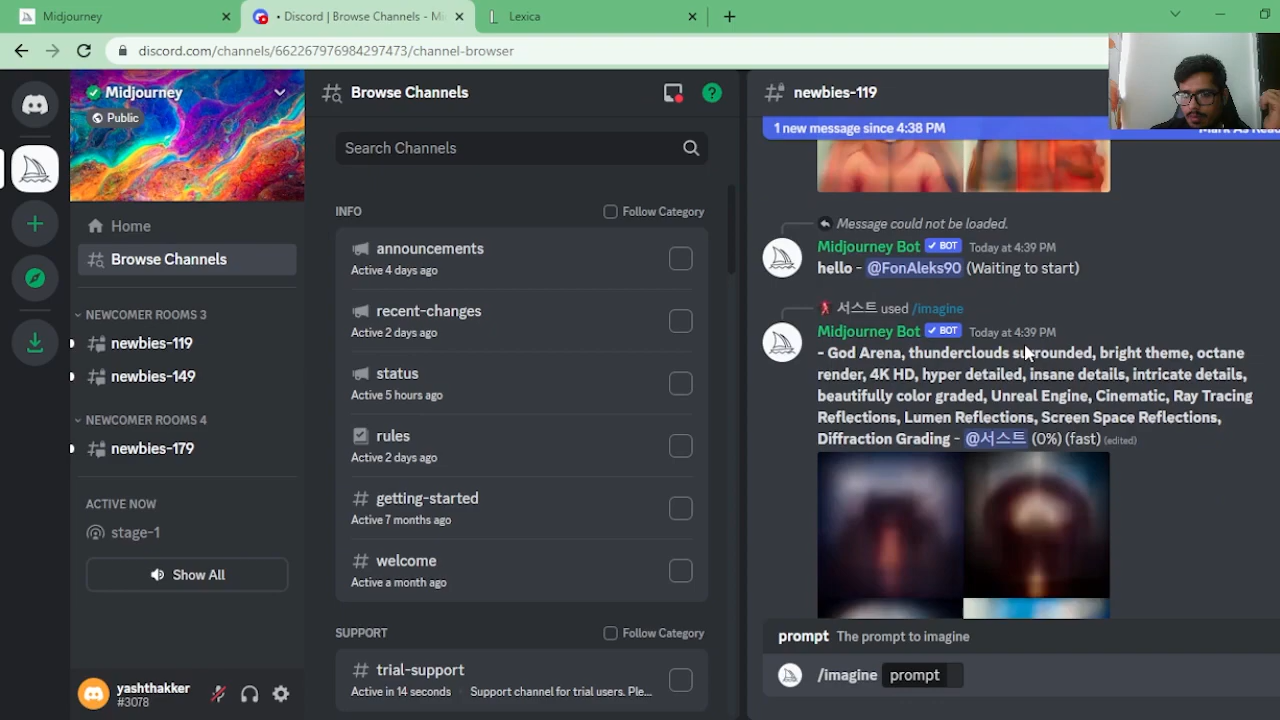 Midjourney
• Discord | Browse Channels - Mi
Lexica
discord.com/channels/662267976984297473/channel-browser
Midjourney
Public
Home
Browse Channels
NEWCOMER ROOMS 3
newbies-119
newbies-149
NEWCOMER ROOMS 4
newbies-179
ACTIVE NOW
stage-1
Show All
yashthakker
#3078
Browse Channels
Search Channels
INFO
Follow Category
announcements
Active 4 days ago
recent-changes
Active 2 days ago
status
Active 5 hours ago
rules
Active 2 days ago
getting-started
Active 7 months ago
welcome
Active a month ago
SUPPORT
Follow Category
trial-support
Active in 14 seconds Support channel for trial users. Ple...
newbies-119
1 new message since 4:38 PM
Mark As Read
Message could not be loaded.
Midjourney Bot ✓ BOT Today at 4:39 PM
hello - @FonAleks90 (Waiting to start)
서스트 used /imagine
Midjourney Bot ✓ BOT Today at 4:39 PM
- God Arena, thunderclouds surrounded, bright theme, octane
render, 4K HD, hyper detailed, insane details, intricate details,
beautifully color graded, Unreal Engine, Cinematic, Ray Tracing
Reflections, Lumen Reflections, Screen Space Reflections,
Diffraction Grading - @서스트 (0%) (fast) (edited)
prompt The prompt to imagine
/imagine prompt